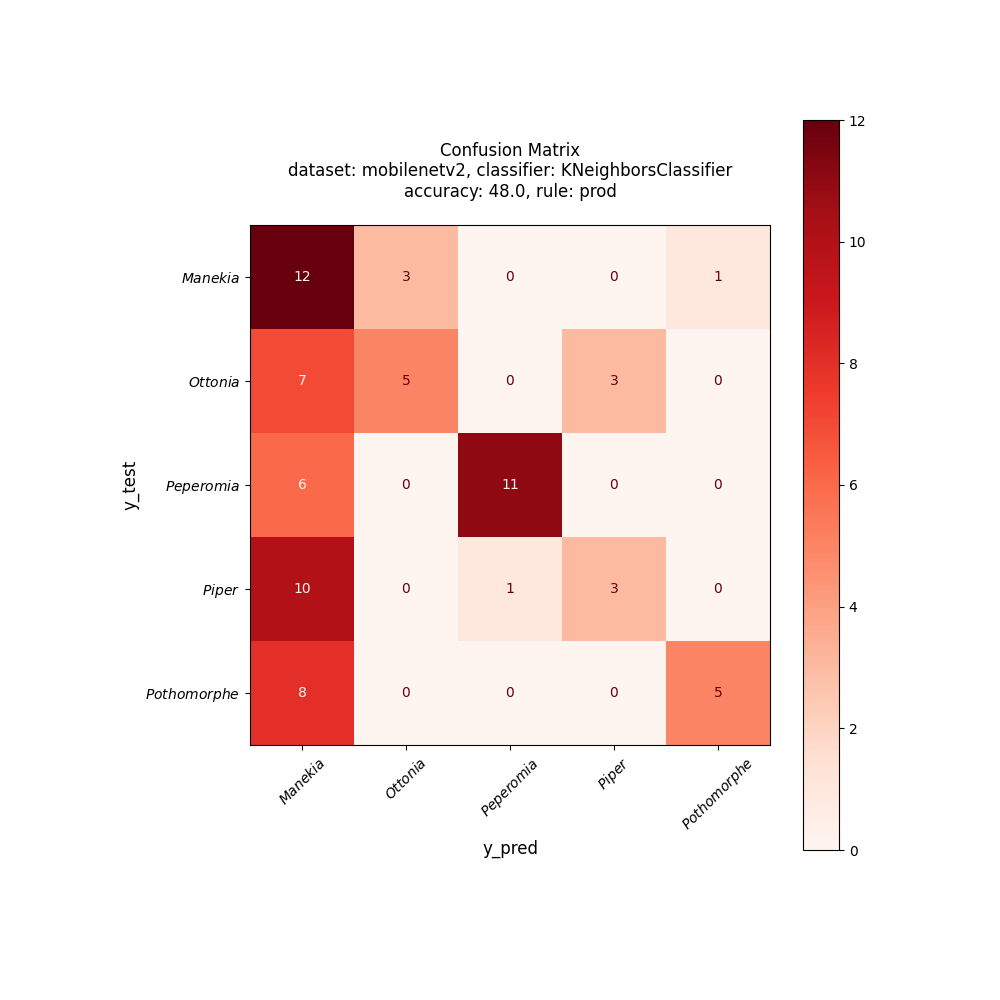 Confusion Matrix
dataset: mobilenetv2, classifier: KNeighborsClassifier
accuracy: 48.0, rule: prod
12
10
8
6
4
2
0
y_test
Manekia 12 3 0 0 1
Ottonia 7 5 0 3 0
Peperomia 6 0 11 0 0
Piper 10 0 1 3 0
Pothomorphe 8 0 0 0 5
Manekia Ottonia Peperomia Piper Pothomorphe
y_pred